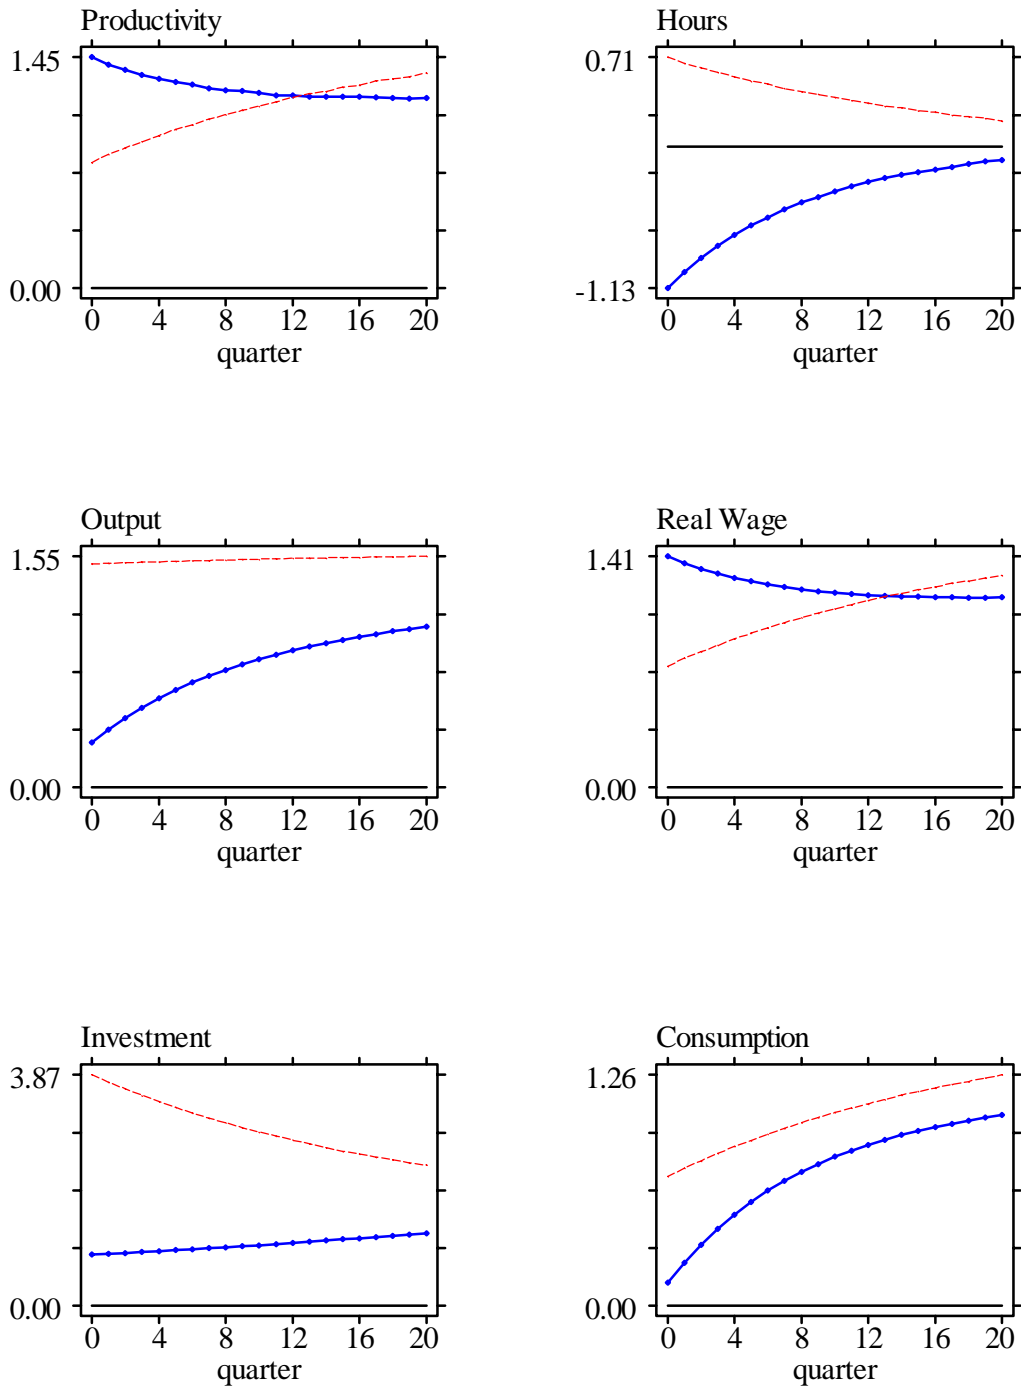 Productivity
1.45
0.00
0 4 8 12 16 20
quarter
Hours
0.71
-1.13
0 4 8 12 16 20
quarter
Output
1.55
0.00
0 4 8 12 16 20
quarter
Real Wage
1.41
0.00
0 4 8 12 16 20
quarter
Investment
3.87
0.00
0 4 8 12 16 20
quarter
Consumption
1.26
0.00
0 4 8 12 16 20
quarter